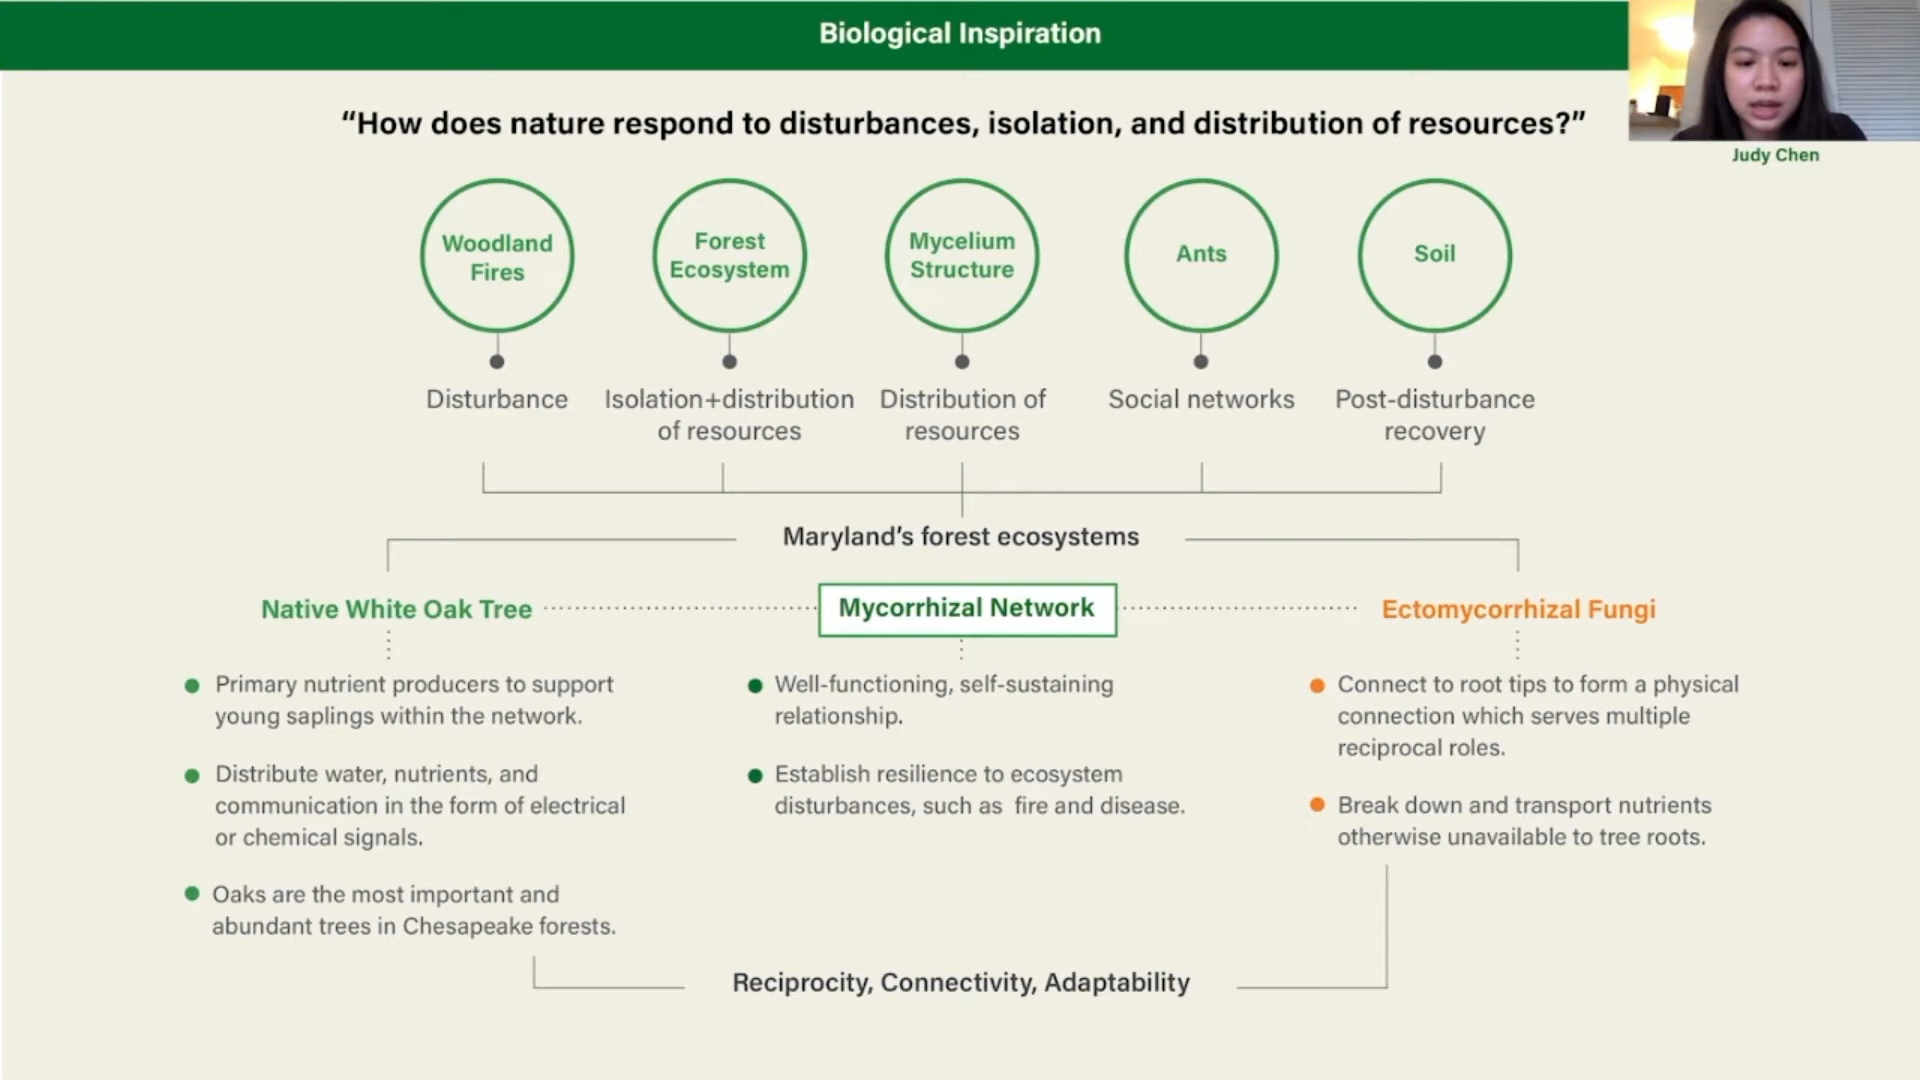 Biological Inspiration
Judy Chen
“How does nature respond to disturbances, isolation, and distribution of resources?”
Woodland
Fires
Forest
Ecosystem
Mycelium
Structure
Ants
Soil
Disturbance
Isolation+distribution
of resources
Distribution of
resources
Social networks
Post-disturbance
recovery
Maryland’s forest ecosystems
Native White Oak Tree
Primary nutrient producers to support
young saplings within the network.
Distribute water, nutrients, and
communication in the form of electrical
or chemical signals.
Oaks are the most important and
abundant trees in Chesapeake forests.
Mycorrhizal Network
Well-functioning, self-sustaining
relationship.
Establish resilience to ecosystem
disturbances, such as fire and disease.
Ectomycorrhizal Fungi
Connect to root tips to form a physical
connection which serves multiple
reciprocal roles.
Break down and transport nutrients
otherwise unavailable to tree roots.
Reciprocity, Connectivity, Adaptability